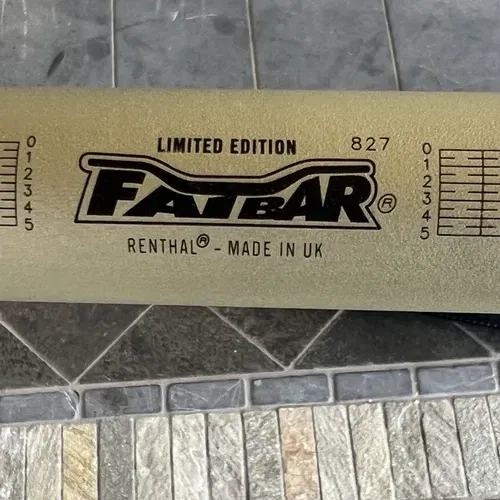 LIMITED EDITION 827
FATBAR®
RENTHAL® - MADE IN UK
0 0
1 1
2 2
3 3
4 4
5 5